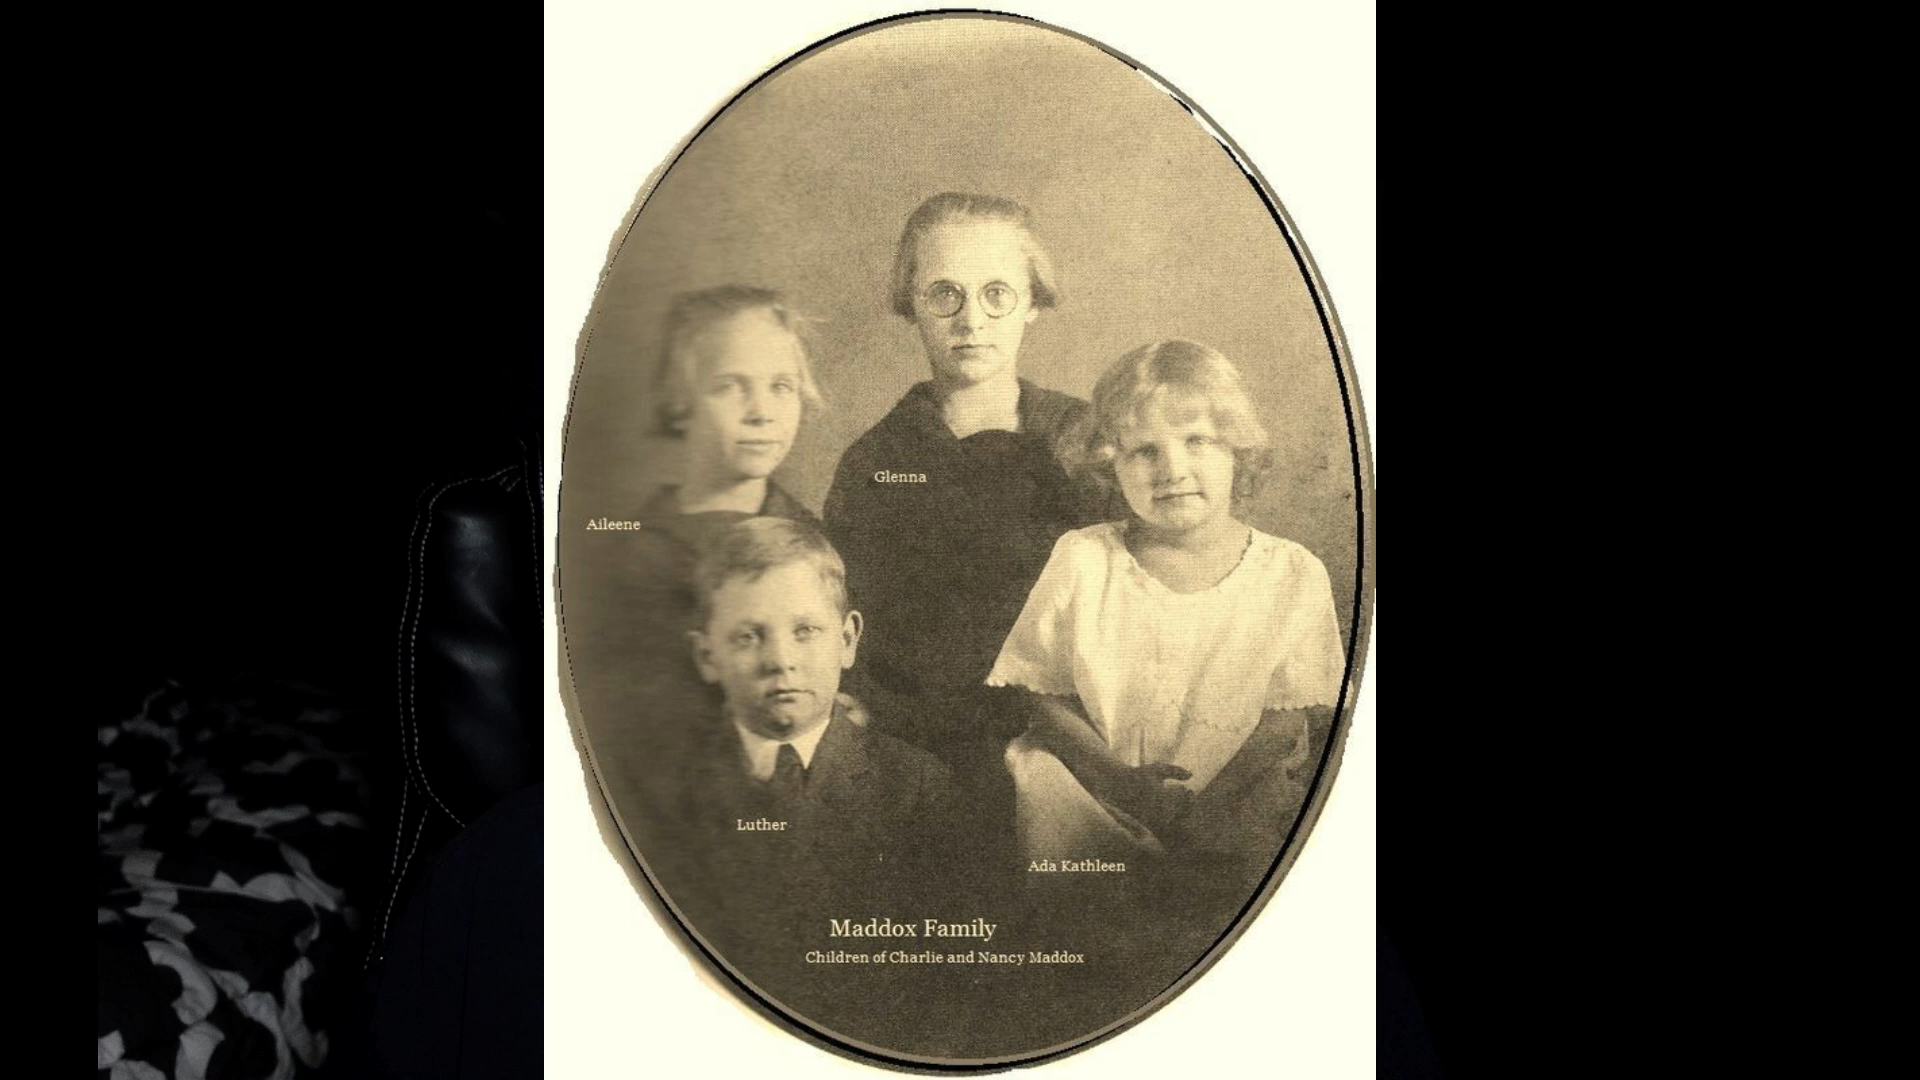 Glenna
Aileene
Luther
Ada Kathleen
Maddox Family
Children of Charlie and Nancy Maddox